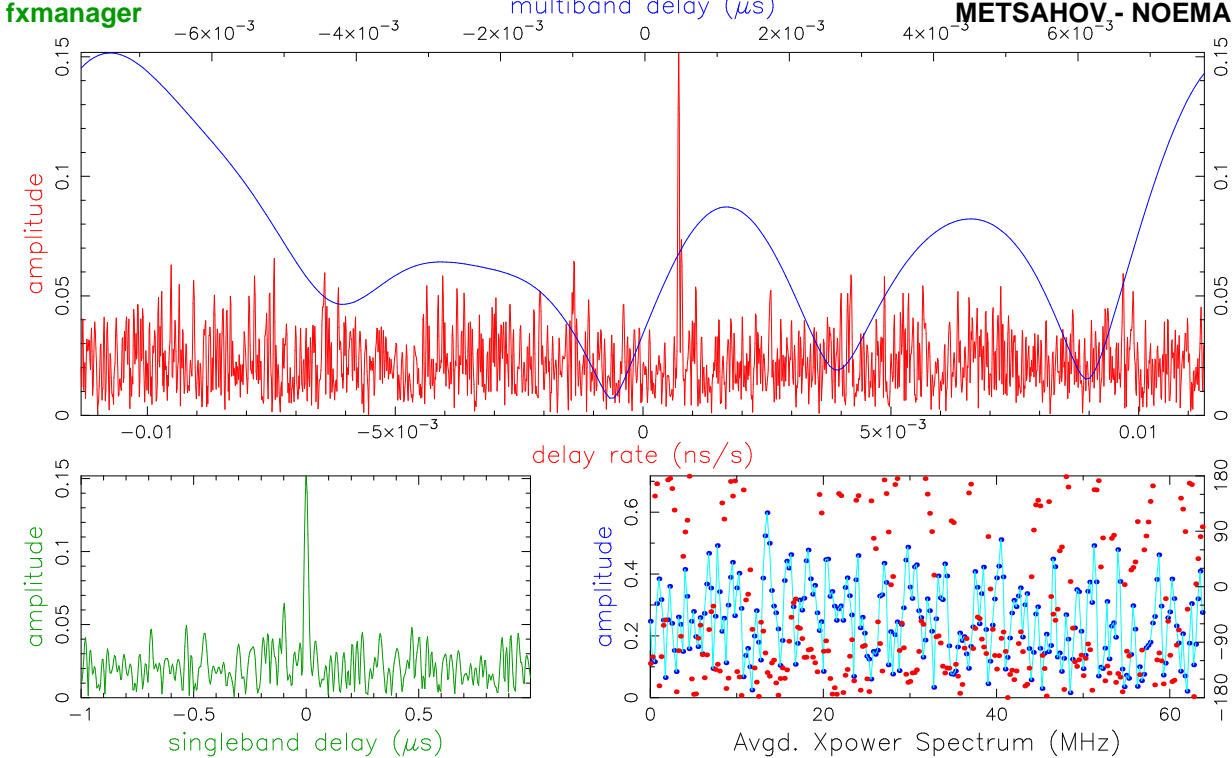 fxmanager
multiband delay (μs)
METSAHOV - NOEMA
−6×10⁻³ −4×10⁻³ −2×10⁻³ 0 2×10⁻³ 4×10⁻³ 6×10⁻³
amplitude
0.15 0.15
0.1 0.1
0.05 0.05
0 0
−0.01 −5×10⁻³ 0 5×10⁻³ 0.01
delay rate (ns/s)
amplitude
0.15
0.1
0.05
0
−1 −0.5 0 0.5
singleband delay (μs)
amplitude
0.6
0.4
0.2
0
180
90
0
−90
−180
0 20 40 60
Avgd. Xpower Spectrum (MHz)